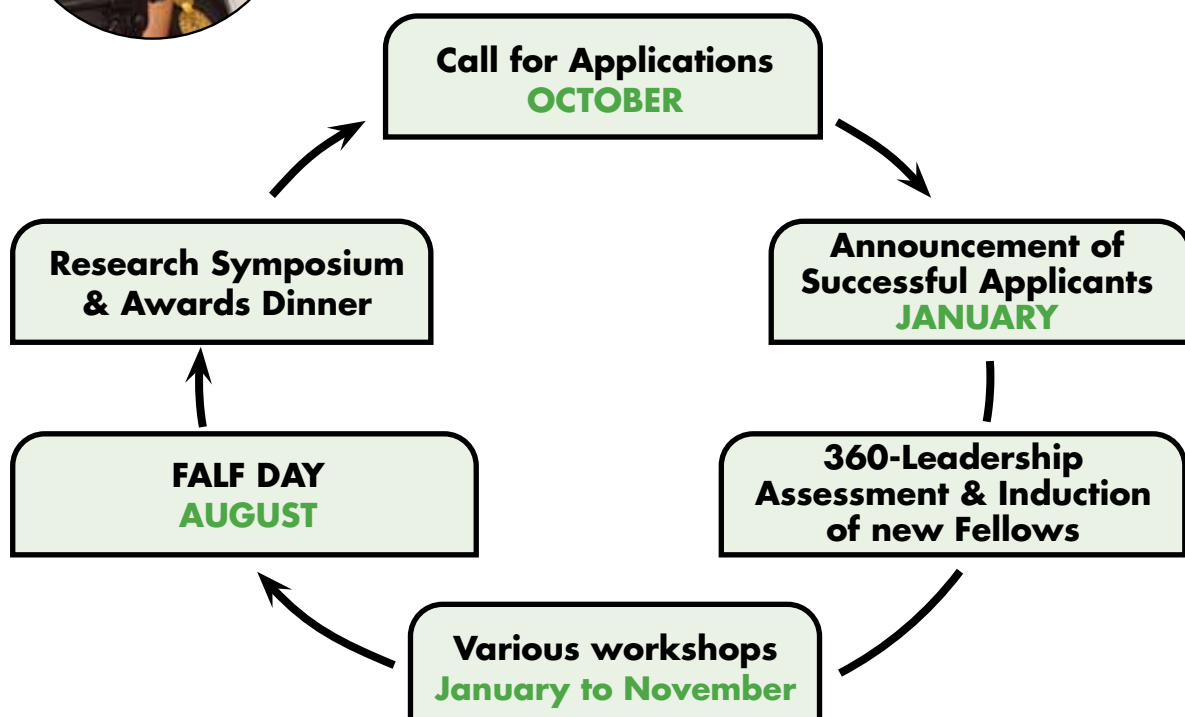 Call for Applications
OCTOBER
Announcement of
Successful Applicants
JANUARY
360-Leadership
Assessment & Induction
of new Fellows
Various workshops
January to November
FALF DAY
AUGUST
Research Symposium
& Awards Dinner